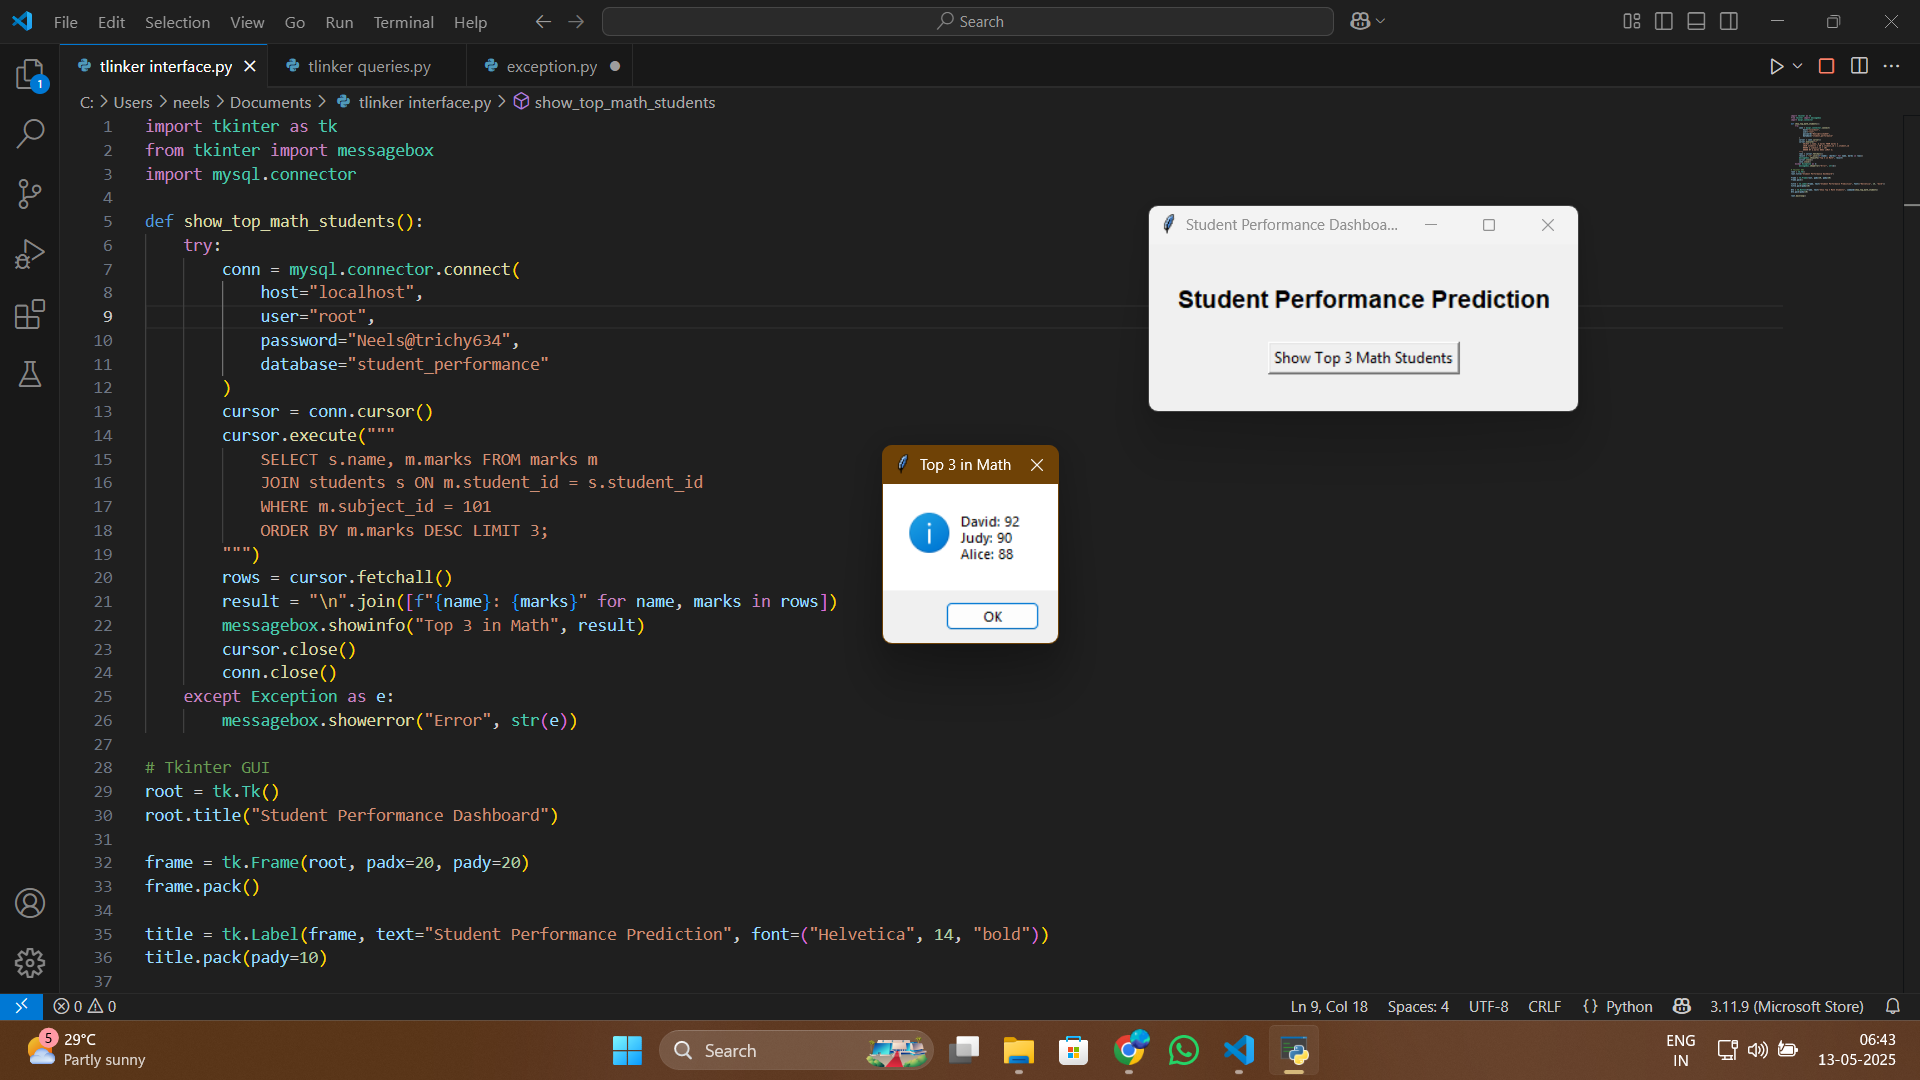 File Edit Selection View Go Run Terminal Help
Search
tlinker interface.py
tlinker queries.py
exception.py
C: > Users > neels > Documents > tlinker interface.py > show_top_math_students
1 import tkinter as tk
2 from tkinter import messagebox
3 import mysql.connector
4
5 def show_top_math_students():
6 try:
7 conn = mysql.connector.connect(
8 host="localhost",
9 user="root",
10 password="Neels@trichy634",
11 database="student_performance"
12 )
13 cursor = conn.cursor()
14 cursor.execute("""
15 SELECT s.name, m.marks FROM marks m
16 JOIN students s ON m.student_id = s.student_id
17 WHERE m.subject_id = 101
18 ORDER BY m.marks DESC LIMIT 3;
19 """)
20 rows = cursor.fetchall()
21 result = "\n".join([f"{name}: {marks}" for name, marks in rows])
22 messagebox.showinfo("Top 3 in Math", result)
23 cursor.close()
24 conn.close()
25 except Exception as e:
26 messagebox.showerror("Error", str(e))
27
28 # Tkinter GUI
29 root = tk.Tk()
30 root.title("Student Performance Dashboard")
31
32 frame = tk.Frame(root, padx=20, pady=20)
33 frame.pack()
34
35 title = tk.Label(frame, text="Student Performance Prediction", font=("Helvetica", 14, "bold"))
36 title.pack(pady=10)
37
Student Performance Dashboa...
Student Performance Prediction
Show Top 3 Math Students
Top 3 in Math
David: 92
Judy: 90
Alice: 88
OK
1
0 0
Ln 9, Col 18 Spaces: 4 UTF-8 CRLF {} Python 3.11.9 (Microsoft Store)
5
29°C
Partly sunny
Search
ENG
IN
06:43
13-05-2025